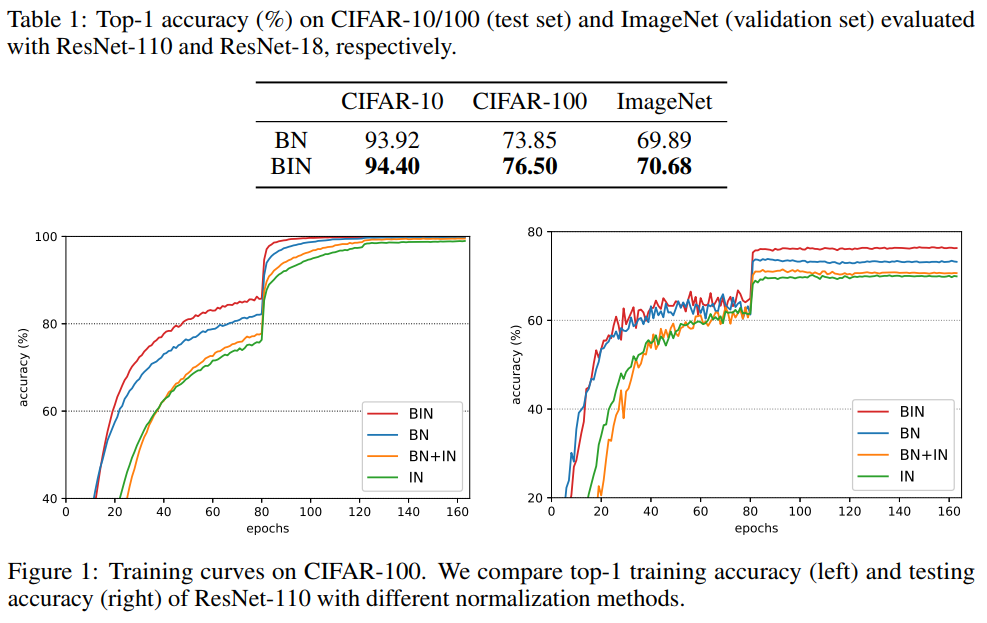 Table 1: Top-1 accuracy (%) on CIFAR-10/100 (test set) and ImageNet (validation set) evaluated
with ResNet-110 and ResNet-18, respectively.
CIFAR-10 CIFAR-100 ImageNet
BN 93.92 73.85 69.89
BIN 94.40 76.50 70.68
100
80
60
40
accuracy (%)
0 20 40 60 80 100 120 140 160
epochs
BIN
BN
BN+IN
IN
80
60
40
20
accuracy (%)
0 20 40 60 80 100 120 140 160
epochs
BIN
BN
BN+IN
IN
Figure 1: Training curves on CIFAR-100. We compare top-1 training accuracy (left) and testing
accuracy (right) of ResNet-110 with different normalization methods.